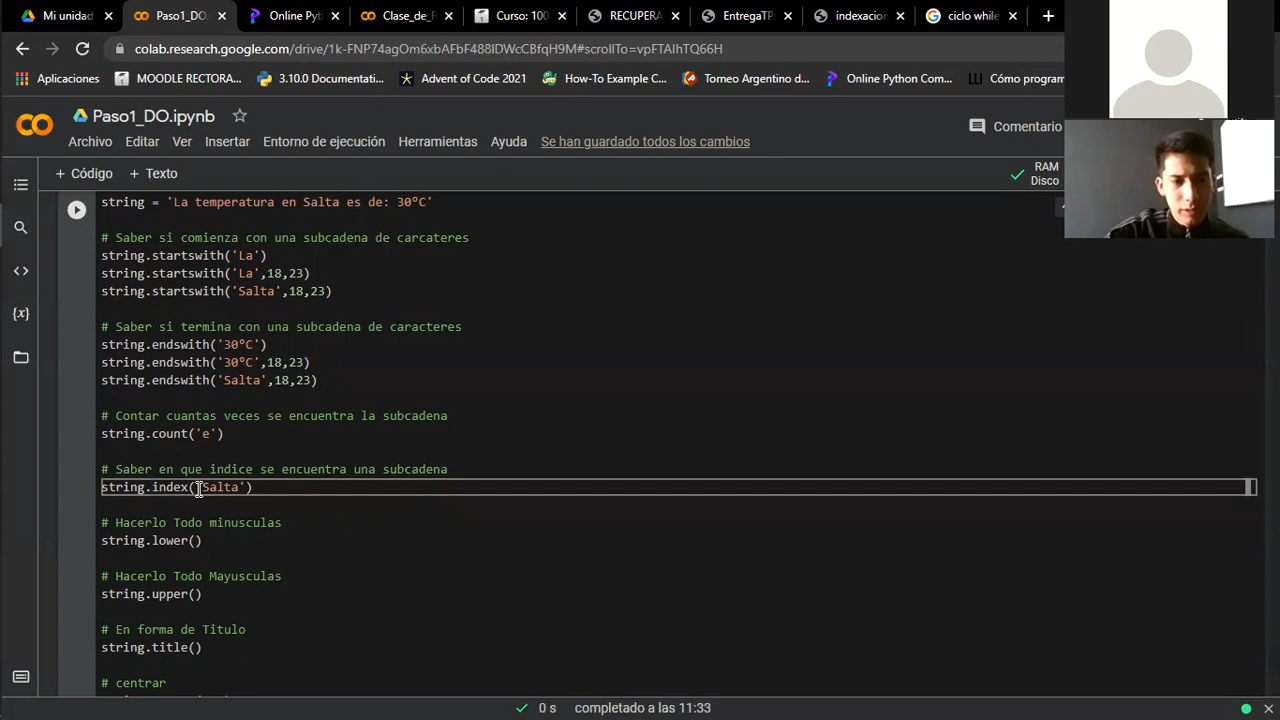 Mi unidad
Paso1_DO.
Online Pyt
Clase_de_F
Curso: 100
RECUPERA
EntregaTP
indexacion
ciclo while
colab.research.google.com/drive/1k-FNP74agOm6xbAFbF488IDWcCBfqH9M#scrollTo=vpFTAIhTQ66H
Aplicaciones
MOODLE RECTORA...
3.10.0 Documentati...
Advent of Code 2021
How-To Example C...
Torneo Argentino d...
Online Python Com...
Cómo program
Paso1_DO.ipynb
Archivo Editar Ver Insertar Entorno de ejecución Herramientas Ayuda Se han guardado todos los cambios
Comentario
+ Código + Texto
RAM
Disco
string = 'La temperatura en Salta es de: 30°C'
# Saber si comienza con una subcadena de carcateres
string.startswith('La')
string.startswith('La',18,23)
string.startswith('Salta',18,23)
# Saber si termina con una subcadena de caracteres
string.endswith('30°C')
string.endswith('30°C',18,23)
string.endswith('Salta',18,23)
# Contar cuantas veces se encuentra la subcadena
string.count('e')
# Saber en que indice se encuentra una subcadena
string.index('Salta')
# Hacerlo Todo minusculas
string.lower()
# Hacerlo Todo Mayusculas
string.upper()
# En forma de Titulo
string.title()
# centrar
0 s completado a las 11:33